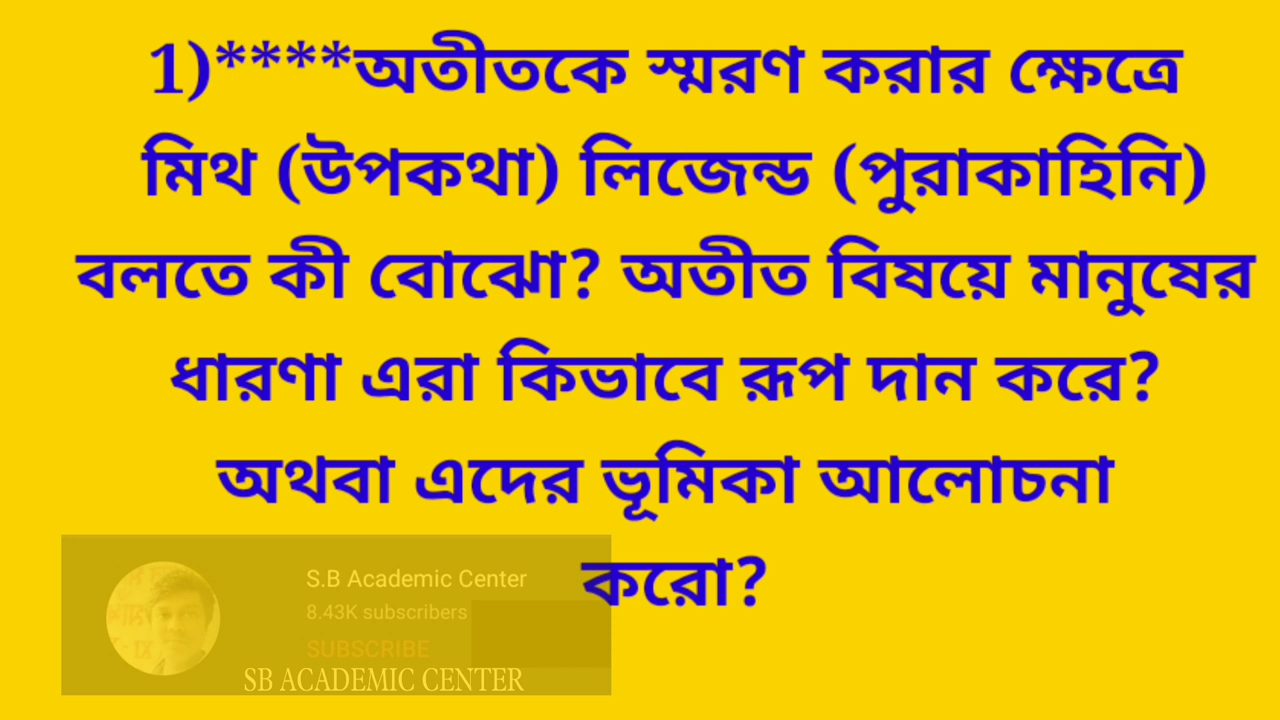 1)****অতীতকে স্মরণ করার ক্ষেত্রে
মিথ (উপকথা) লিজেন্ড (পুরাকাহিনি)
বলতে কী বোঝো? অতীত বিষয়ে মানুষের
ধারণা এরা কিভাবে রূপ দান করে?
অথবা এদের ভূমিকা আলোচনা
করো?
S.B Academic Center
8.43K subscribers
SUBSCRIBE
SB ACADEMIC CENTER